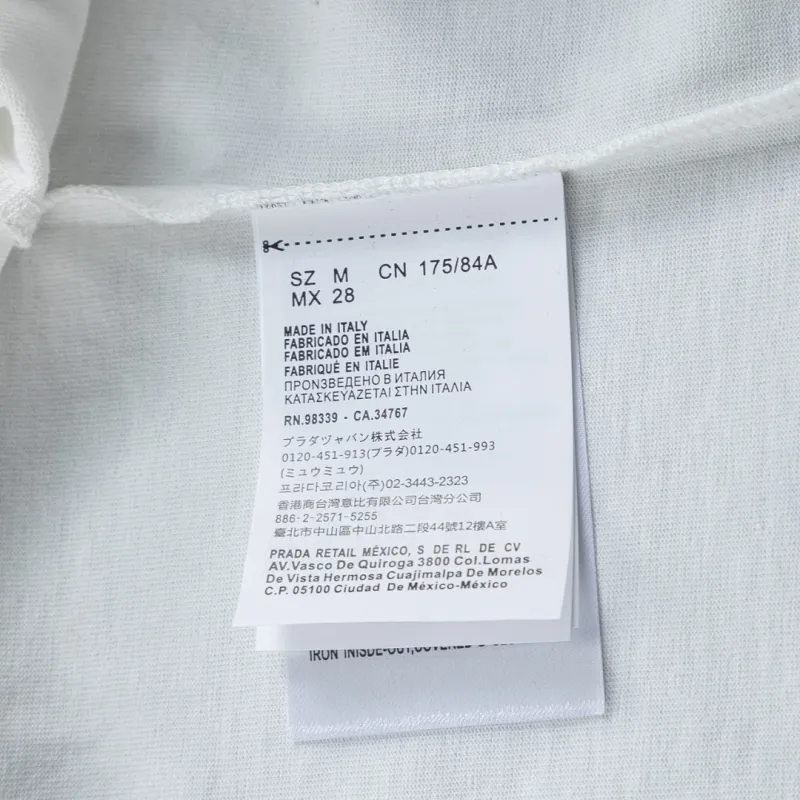 SZ M CN 175/84A
MX 28
MADE IN ITALY
FABRICADO EN ITALIA
FABRICADO EM ITALIA
FABRIQUÉ EN ITALIE
ПРОНЗВЕДЕНО В ИТАЛИЯ
ΚΑΤΑΣΚΕΥΑΖΕΤΑΙ ΣΤΗΝ ΙΤΑΛΙΑ
RN.98339 - CA.34767
プラダヅャパン株式会社
0120-451-913(プラダ)0120-451-993
(ミュウミュウ)
프라다코리아(주)02-3443-2323
香港商台灣意比有限公司台灣分公司
886-2-2571-5255
臺北市中山區中山北路二段44號12樓A室
PRADA RETAIL MÉXICO, S DE RL DE CV
AV.Vasco De Quiroga 3800 Col.Lomas
De Vista Hermosa Cuajimalpa De Morelos
C.P. 05100 Ciudad De México-México
IRON INISDE-OUT,